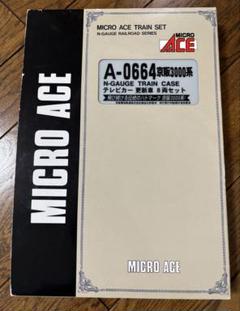 MICRO ACE TRAIN SET
N-GAUGE RAILROAD SERIES
MICRO
ACE
A-0664 京阪3000系
N-GAUGE TRAIN CASE
テレビカー 更新車 8両セット
MICRO ACE
MICRO ACE